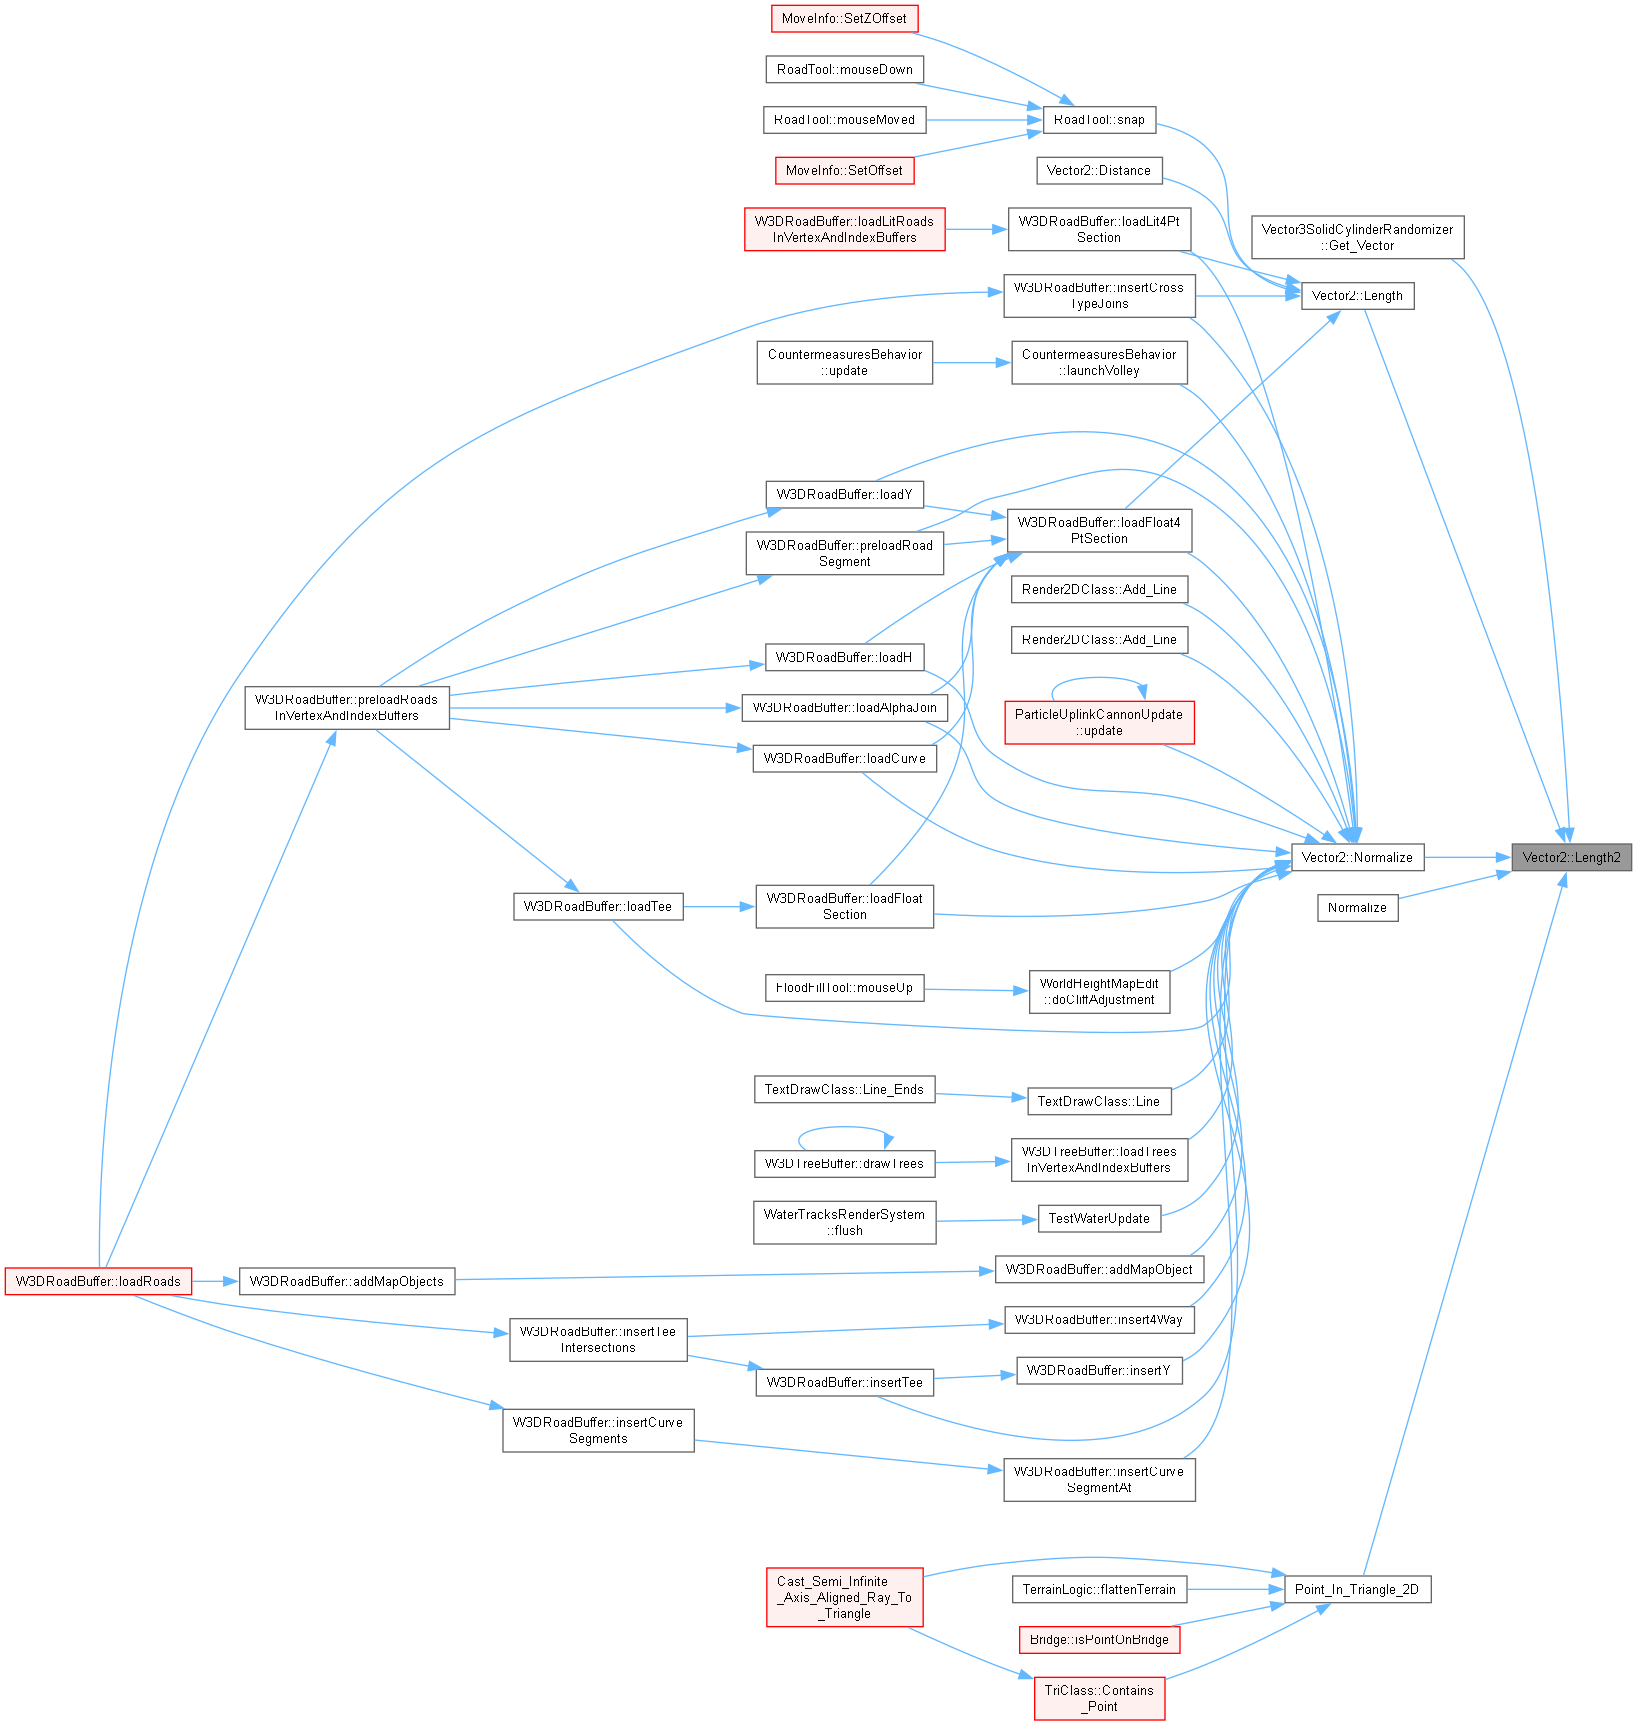 MoveInfo::SetZOffset
RoadTool::mouseDown
RoadTool::mouseMoved
RoadTool::snap
MoveInfo::SetOffset
Vector2::Distance
W3DRoadBuffer::loadLitRoads
InVertexAndIndexBuffers
W3DRoadBuffer::loadLit4Pt
Section
Vector3SolidCylinderRandomizer
::Get_Vector
W3DRoadBuffer::insertCross
TypeJoins
Vector2::Length
CountermeasuresBehavior
::update
CountermeasuresBehavior
::launchVolley
W3DRoadBuffer::loadY
W3DRoadBuffer::preloadRoad
Segment
W3DRoadBuffer::loadFloat4
PtSection
Render2DClass::Add_Line
Render2DClass::Add_Line
W3DRoadBuffer::loadH
W3DRoadBuffer::preloadRoads
InVertexAndIndexBuffers
W3DRoadBuffer::loadAlphaJoin
ParticleUplinkCannonUpdate
::update
W3DRoadBuffer::loadCurve
Vector2::Normalize
Vector2::Length2
W3DRoadBuffer::loadTee
W3DRoadBuffer::loadFloat
Section
Normalize
FloodFillTool::mouseUp
WorldHeightMapEdit
::doCliffAdjustment
TextDrawClass::Line_Ends
TextDrawClass::Line
W3DTreeBuffer::drawTrees
W3DTreeBuffer::loadTrees
InVertexAndIndexBuffers
WaterTracksRenderSystem
::flush
TestWaterUpdate
W3DRoadBuffer::loadRoads
W3DRoadBuffer::addMapObjects
W3DRoadBuffer::addMapObject
W3DRoadBuffer::insertTee
Intersections
W3DRoadBuffer::insert4Way
W3DRoadBuffer::insertTee
W3DRoadBuffer::insertY
W3DRoadBuffer::insertCurve
Segments
W3DRoadBuffer::insertCurve
SegmentAt
Cast_Semi_Infinite
_Axis_Aligned_Ray_To
_Triangle
TerrainLogic::flattenTerrain
Point_In_Triangle_2D
Bridge::isPointOnBridge
TriClass::Contains
_Point